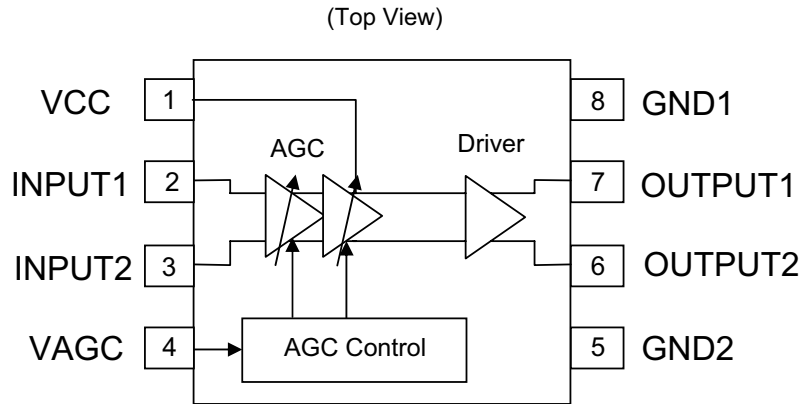 (Top View)
VCC 1
8 GND1
AGC
Driver
INPUT1 2
7 OUTPUT1
INPUT2 3
6 OUTPUT2
VAGC 4
AGC Control
5 GND2